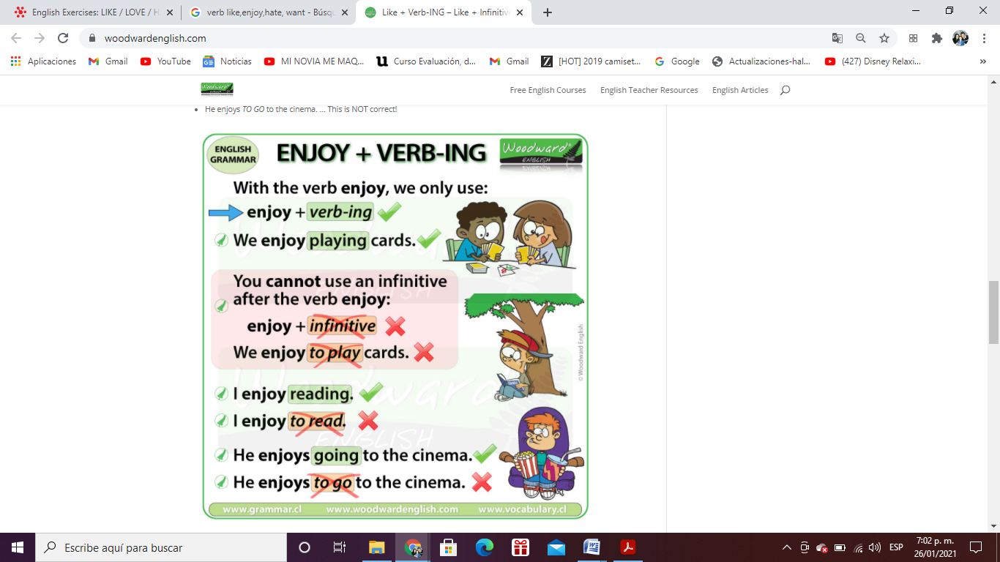 English Exercises: LIKE / LOVE / H
verb like,enjoy,hate, want - Búsqu
Like + Verb-ING – Like + Infinitiv
woodwardenglish.com
Aplicaciones
Gmail
YouTube
Noticias
MI NOVIA ME MAQ...
Curso Evaluación, d...
Gmail
[HOT] 2019 camiset...
Google
Actualizaciones-hal...
(427) Disney Relaxi...
»
Free English Courses
English Teacher Resources
English Articles
• He enjoys TO GO to the cinema. ... This is NOT correct!
ENGLISH
GRAMMAR
ENJOY + VERB-ING
Woodward®
ENGLISH
With the verb enjoy, we only use:
enjoy + verb-ing
We enjoy playing cards.
You cannot use an infinitive
after the verb enjoy:
enjoy + infinitive
We enjoy to play cards.
© Woodward English
I enjoy reading.
I enjoy to read.
He enjoys going to the cinema.
He enjoys to go to the cinema.
www.grammar.cl www.woodwardenglish.com www.vocabulary.cl
Escribe aquí para buscar
ESP
7:02 p. m.
26/01/2021